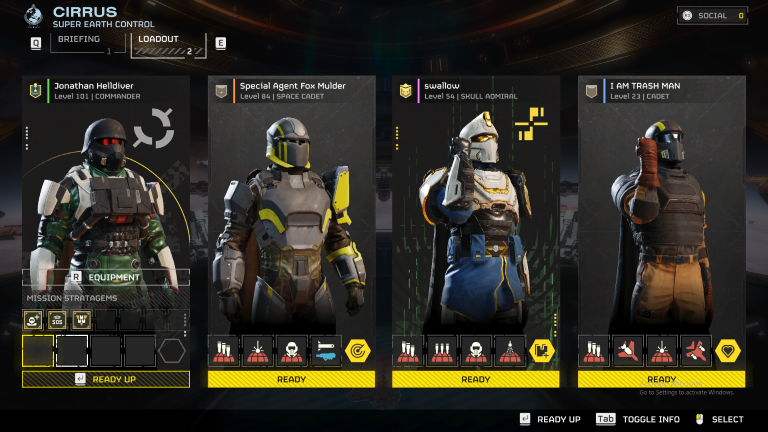 CIRRUS
SUPER EARTH CONTROL
SOCIAL 0
Q BRIEFING 1 LOADOUT 2 E
Jonathan Helldiver
Level 101 | COMMANDER
Special Agent Fox Mulder
Level 84 | SPACE CADET
swallow
Level 54 | SKULL ADMIRAL
I AM TRASH MAN
Level 23 | CADET
R EQUIPMENT
MISSION STRATAGEMS
SOS
READY UP
READY
READY
READY
Go to Settings to activate Windows.
READY UP Tab TOGGLE INFO SELECT